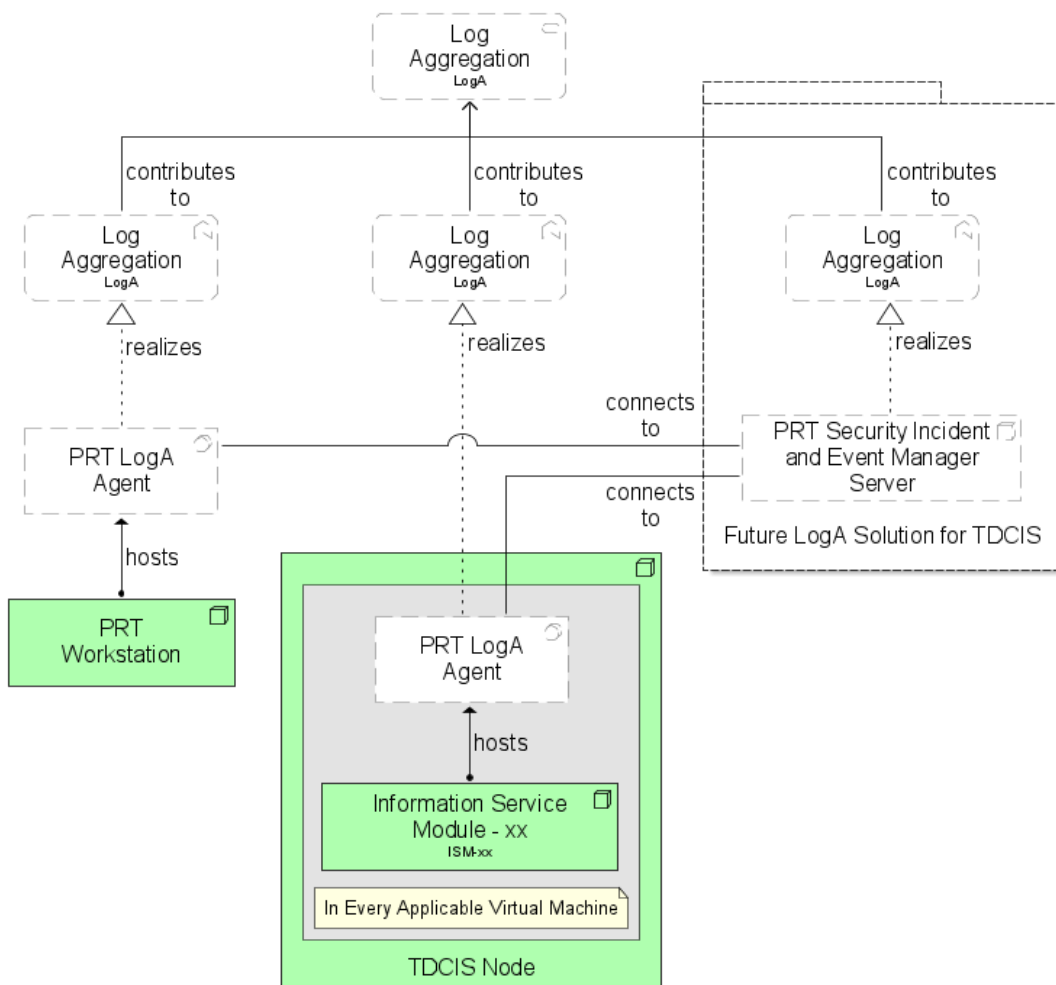 Log
Aggregation
LogA
contributes
to
contributes
to
contributes
to
Log
Aggregation
LogA
Log
Aggregation
LogA
Log
Aggregation
LogA
realizes
realizes
realizes
connects
to
PRT LogA
Agent
PRT Security Incident
and Event Manager
Server
connects
to
Future LogA Solution for TDCIS
hosts
PRT
Workstation
PRT LogA
Agent
hosts
Information Service
Module - xx
ISM-xx
In Every Applicable Virtual Machine
TDCIS Node